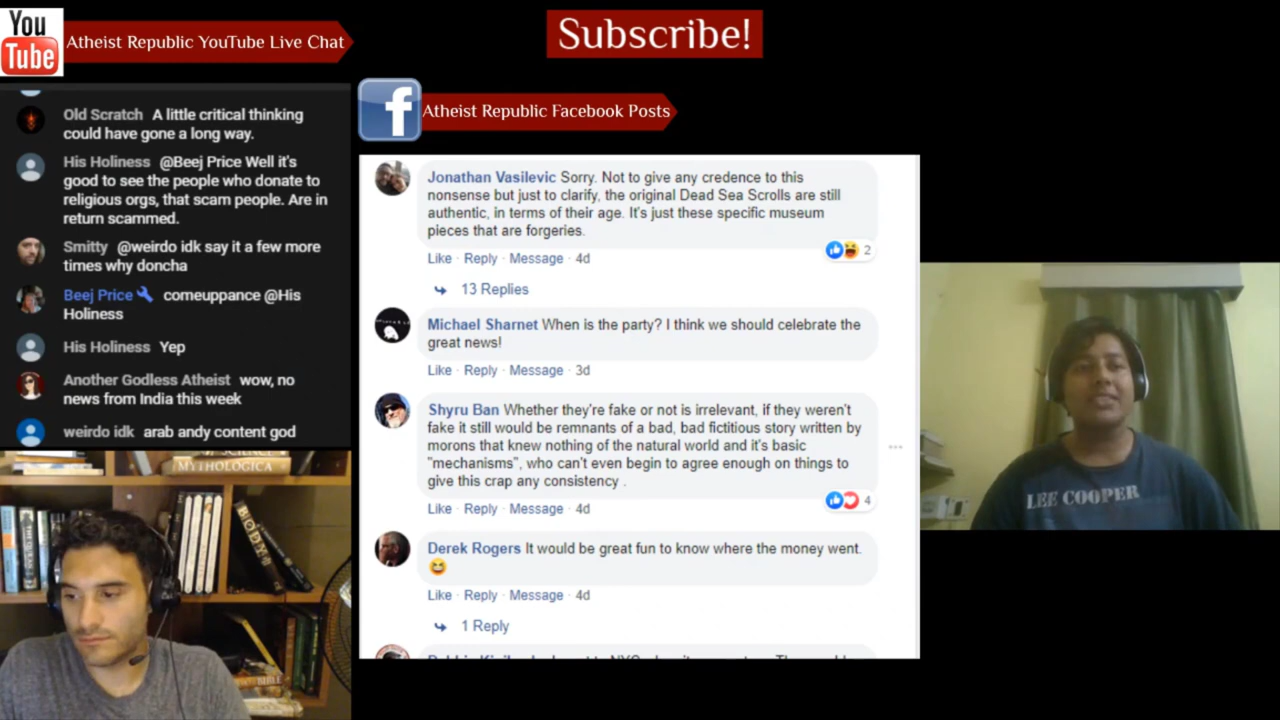 You
Tube
Atheist Republic YouTube Live Chat
Subscribe!
Atheist Republic Facebook Posts
Old Scratch A little critical thinking
could have gone a long way.
His Holiness @Beej Price Well it's
good to see the people who donate to
religious orgs, that scam people. Are in
return scammed.
Smitty @weirdo idk say it a few more
times why doncha
Beej Price comeuppance @His
Holiness
His Holiness Yep
Another Godless Atheist wow, no
news from India this week
weirdo idk arab andy content god
f
Jonathan Vasilevic Sorry. Not to give any credence to this
nonsense but just to clarify, the original Dead Sea Scrolls are still
authentic, in terms of their age. It's just these specific museum
pieces that are forgeries.
2
Like · Reply · Message · 4d
13 Replies
Michael Sharnet When is the party? I think we should celebrate the
great news!
Like · Reply · Message · 3d
Shyru Ban Whether they're fake or not is irrelevant, if they weren't
fake it still would be remnants of a bad, bad fictitious story written by
morons that knew nothing of the natural world and it's basic
"mechanisms", who can't even begin to agree enough on things to
give this crap any consistency .
4
Like · Reply · Message · 4d
Derek Rogers It would be great fun to know where the money went.
Like · Reply · Message · 4d
1 Reply
MYTHOLOGICA
BODY
LEE COOPER